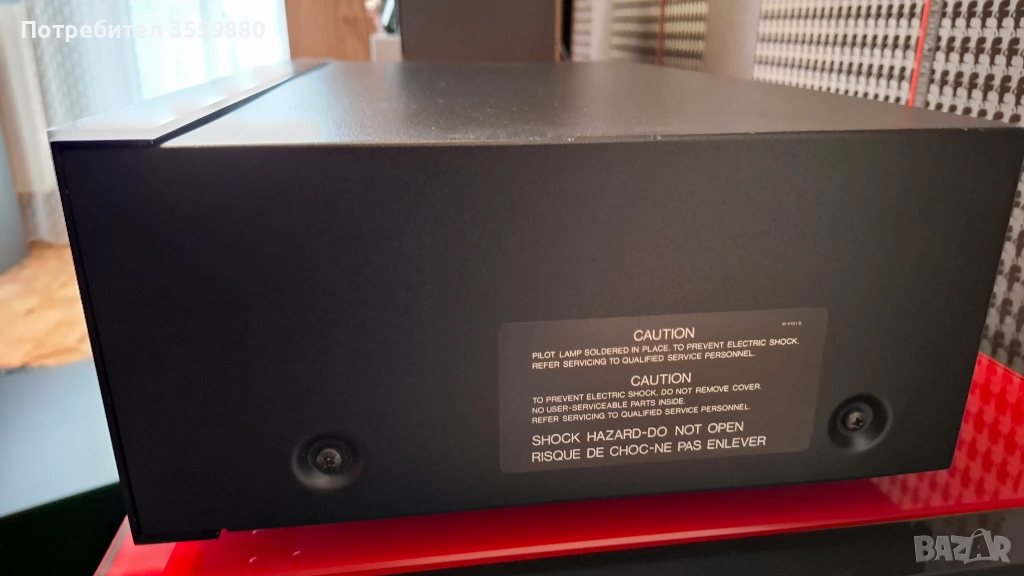 Потребител 3559880
CAUTION
PILOT LAMP SOLDERED IN PLACE. TO PREVENT ELECTRIC SHOCK,
REFER SERVICING TO QUALIFIED SERVICE PERSONNEL.
CAUTION
TO PREVENT ELECTRIC SHOCK, DO NOT REMOVE COVER.
NO USER-SERVICEABLE PARTS INSIDE.
REFER SERVICING TO QUALIFIED SERVICE PERSONNEL.
SHOCK HAZARD-DO NOT OPEN
RISQUE DE CHOC-NE PAS ENLEVER
BAZAR